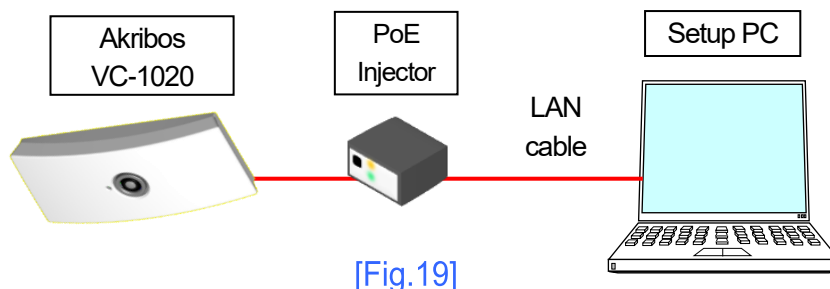 Akribos
VC-1020
PoE
Injector
Setup PC
LAN
cable
[Fig.19]